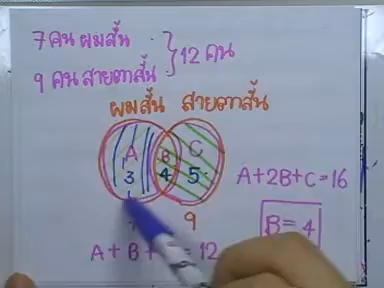 7 คน ผมสั้น
12 คน
9 คน สายตาสั้น
ผมสั้น สายตาสั้น
A B C
3 4 5
A+2B+C=16
9
B=4
A+B+ =12